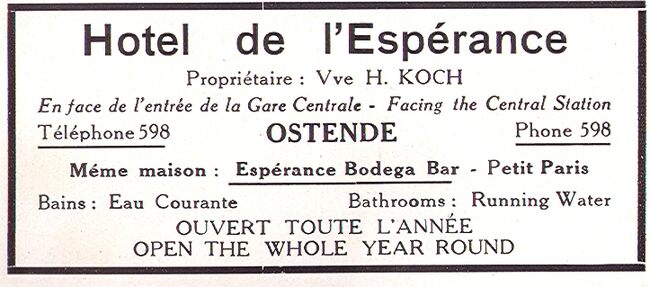 Hotel de l'Espérance
Propriétaire : Vve H. KOCH
En face de l'entrée de la Gare Centrale - Facing the Central Station
Téléphone 598 OSTENDE Phone 598
Méme maison : Espérance Bodega Bar - Petit Paris
Bains : Eau Courante Bathrooms : Running Water
OUVERT TOUTE L'ANNÉE
OPEN THE WHOLE YEAR ROUND